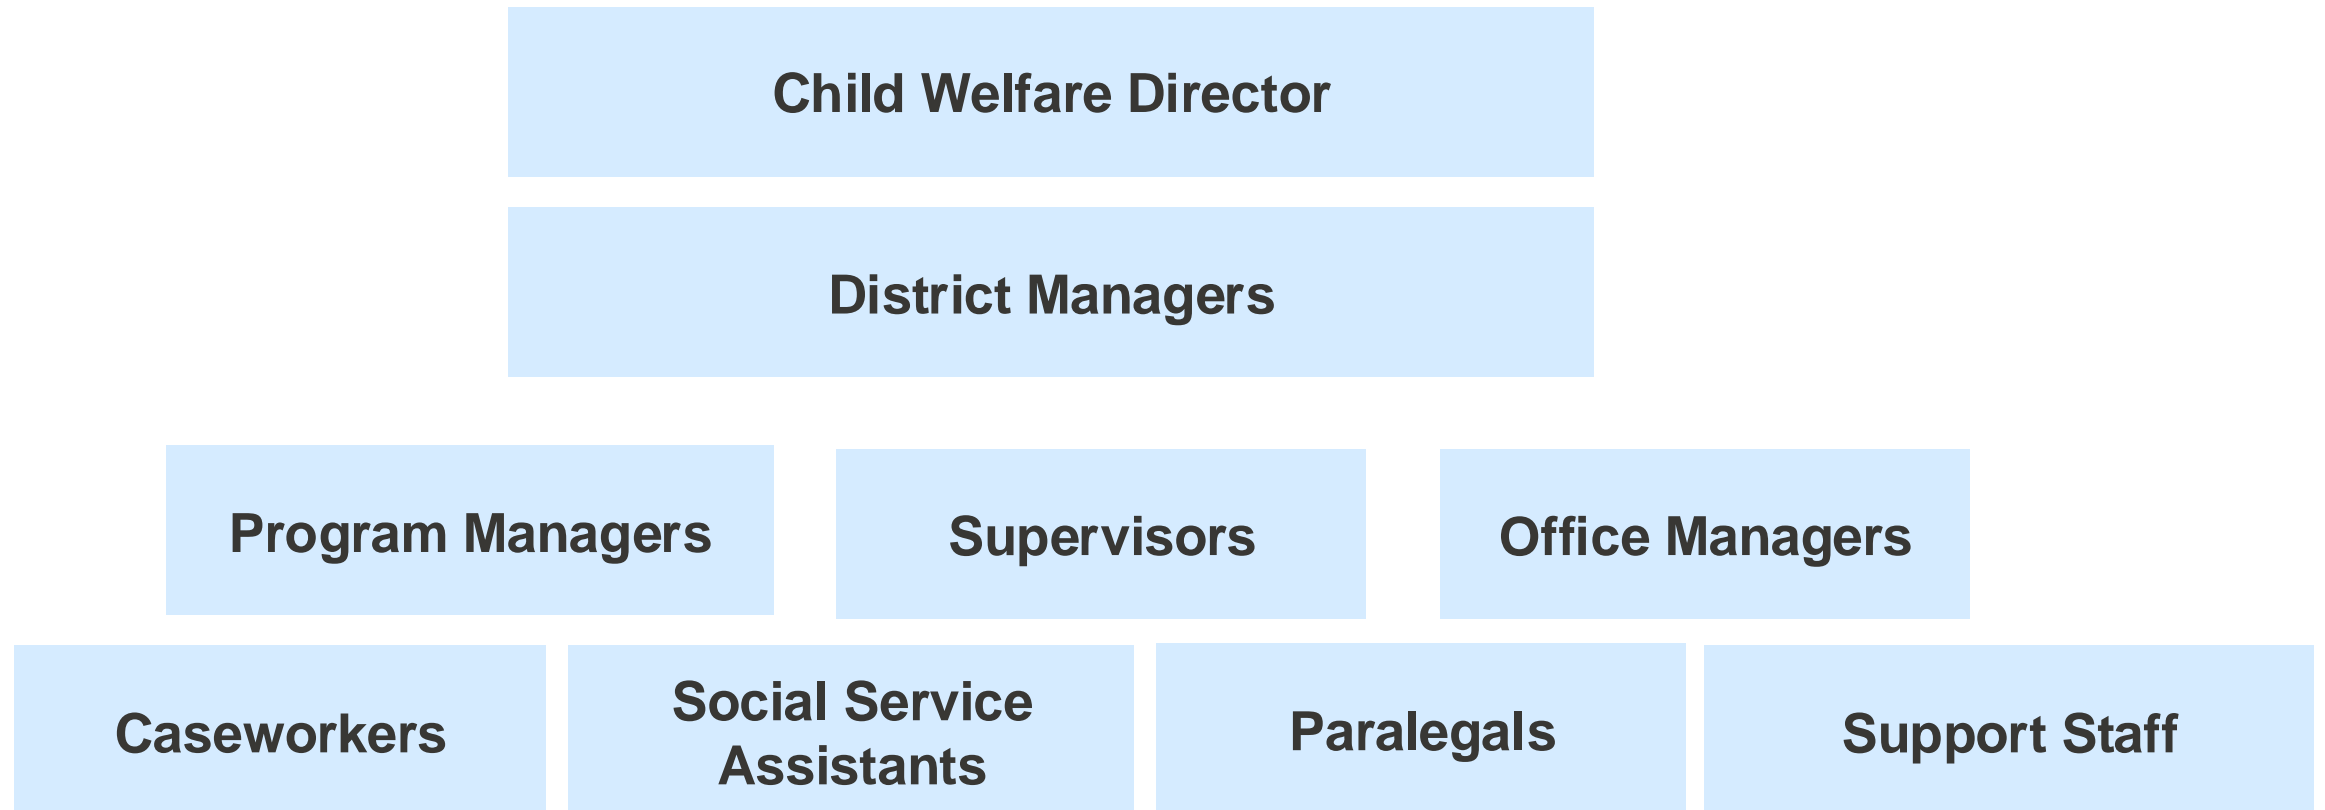 Child Welfare Director
District Managers
Program Managers
Supervisors
Office Managers
Caseworkers
Social Service
Assistants
Paralegals
Support Staff